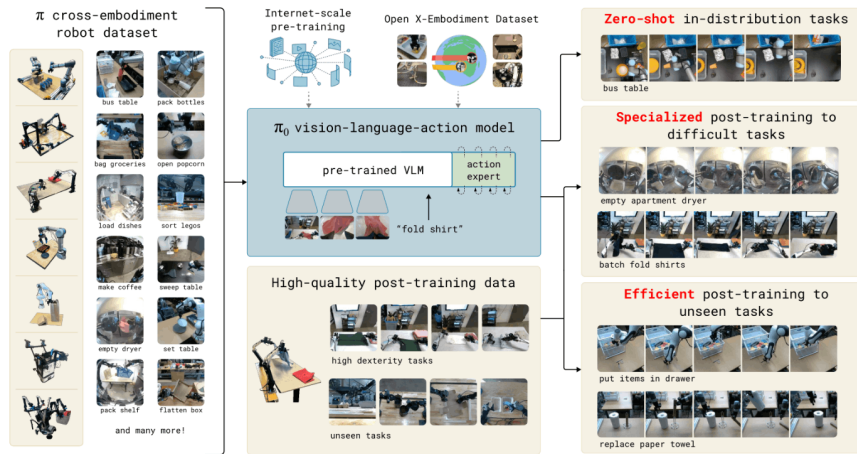 π cross-embodiment
robot dataset
bus table
pack bottles
bag groceries
open popcorn
load dishes
sort legos
make coffee
sweep table
empty dryer
set table
pack shelf
flatten box
and many more!
Internet-scale
pre-training
Open X-Embodiment Dataset
π₀ vision-language-action model
pre-trained VLM
action
expert
"fold shirt"
High-quality post-training data
high dexterity tasks
unseen tasks
Zero-shot in-distribution tasks
bus table
Specialized post-training to
difficult tasks
empty apartment dryer
batch fold shirts
Efficient post-training to
unseen tasks
put items in drawer
replace paper towel